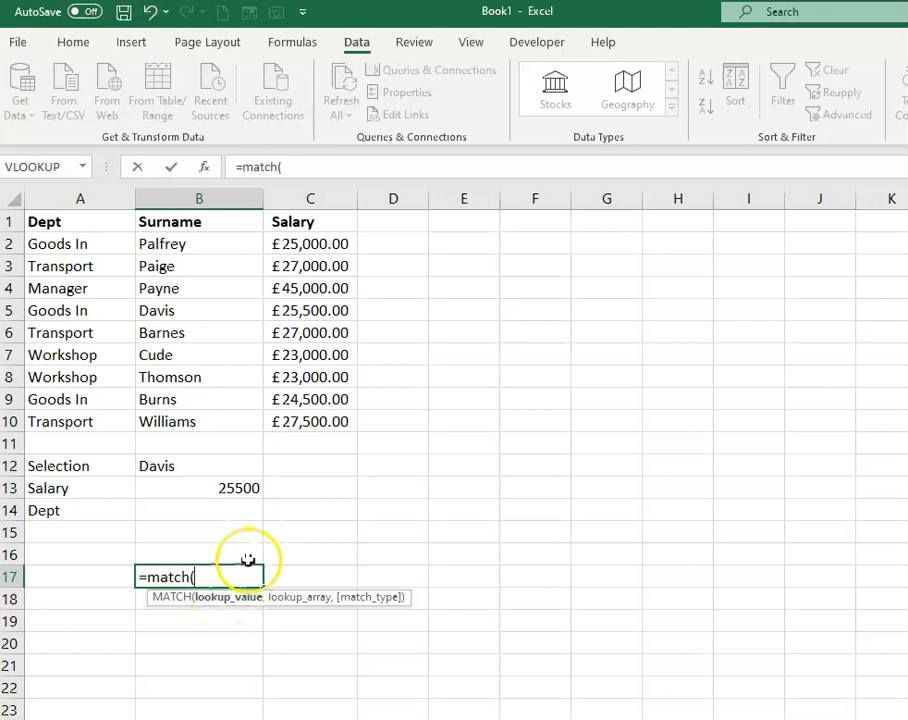 AutoSave Off Book1 - Excel Search
File Home Insert Page Layout Formulas Data Review View Developer Help
Get Data From Text/CSV From Web From Table/ Range Recent Sources Existing Connections
Refresh All Queries & Connections Properties Edit Links
Stocks Geography
A Z Z A Sort Filter Clear Reapply Advanced
Get & Transform Data Queries & Connections Data Types Sort & Filter
VLOOKUP fx =match(
A B C D E F G H I J K
1 Dept Surname Salary
2 Goods In Palfrey £25,000.00
3 Transport Paige £27,000.00
4 Manager Payne £45,000.00
5 Goods In Davis £25,500.00
6 Transport Barnes £27,000.00
7 Workshop Cude £23,000.00
8 Workshop Thomson £23,000.00
9 Goods In Burns £24,500.00
10 Transport Williams £27,500.00
11
12 Selection Davis
13 Salary 25500
14 Dept
15
16
17 =match(
18 MATCH(lookup_value, lookup_array, [match_type])
19
20
21
22
23